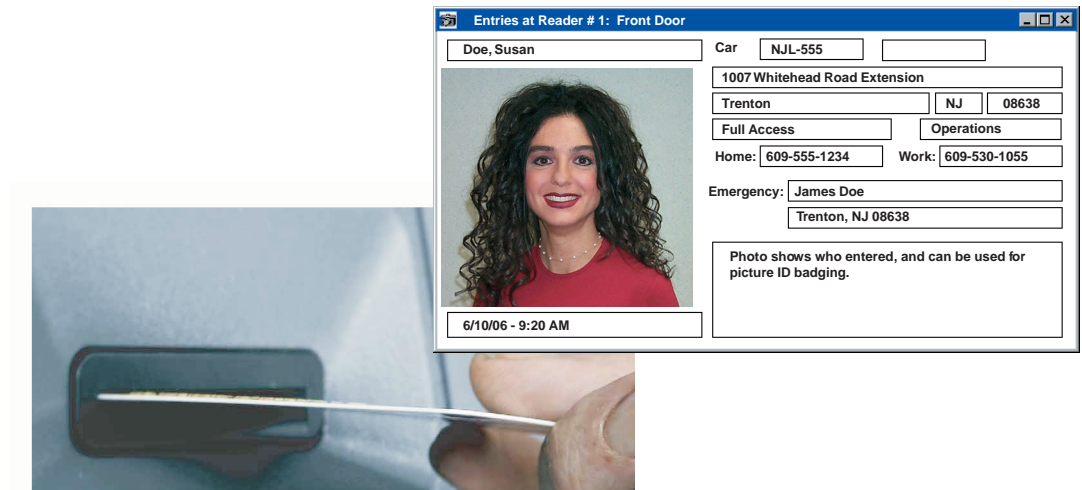 Entries at Reader # 1: Front Door
Doe, Susan
Car NJL-555
1007 Whitehead Road Extension
Trenton NJ 08638
Full Access Operations
Home: 609-555-1234 Work: 609-530-1055
Emergency: James Doe
Trenton, NJ 08638
Photo shows who entered, and can be used for
picture ID badging.
6/10/06 - 9:20 AM